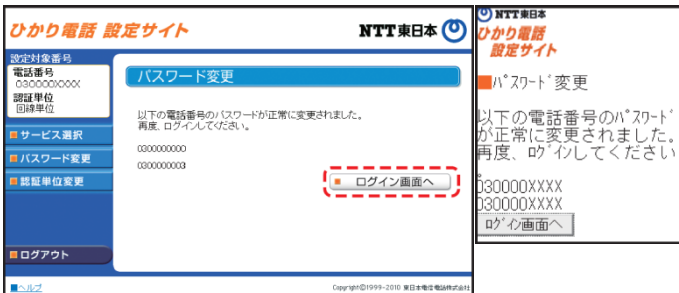 ひかり電話 設定サイト
NTT東日本
設定対象番号
電話番号
030000XXXX
認証単位
回線単位
サービス選択
パスワード変更
認証単位変更
ログアウト
ヘルプ
パスワード変更
以下の電話番号のパスワードが正常に変更されました。
再度、ログインしてください。
0300000000
0300000003
ログイン画面へ
Copyright©1999-2010 東日本電信電話株式会社
NTT東日本
ひかり電話
設定サイト
■ﾊﾟｽﾜｰﾄﾞ変更
以下の電話番号のﾊﾟｽﾜｰﾄﾞ
が正常に変更されました。
再度、ﾛｸﾞｲﾝしてください
。
030000XXXX
030000XXXX
ﾛｸﾞｲﾝ画面へ